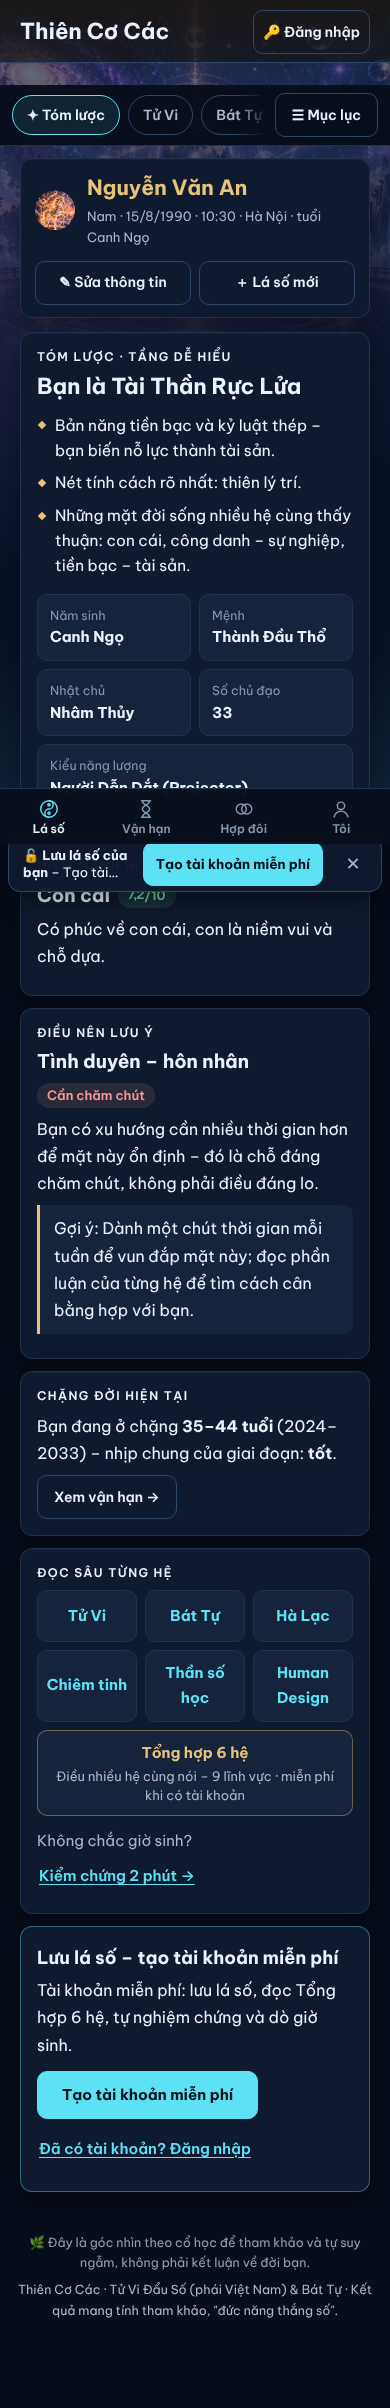 Thiên Cơ Các
🔑 Đăng nhập
✦ Tóm lược
Tử Vi
Bát Tự
☰ Mục lục
Nguyễn Văn An
Nam · 15/8/1990 · 10:30 · Hà Nội · tuổi
Canh Ngọ
✎ Sửa thông tin
+ Lá số mới
TÓM LƯỢC · TẦNG DỄ HIỂU
Bạn là Tài Thần Rực Lửa
◆ Bản năng tiền bạc và kỷ luật thép –
bạn biến nỗ lực thành tài sản.
◆ Nét tính cách rõ nhất: thiên lý trí.
◆ Những mặt đời sống nhiều hệ cùng thấy
thuận: con cái, công danh – sự nghiệp,
tiền bạc – tài sản.
Năm sinh
Canh Ngọ
Mệnh
Thành Đầu Thổ
Nhật chủ
Nhâm Thủy
Số chủ đạo
33
Kiểu năng lượng
Người Dẫn Dắt (Projector)
Lá số
Vận hạn
Hợp đôi
Tôi
🔓 Lưu lá số của
bạn – Tạo tài...
Tạo tài khoản miễn phí
✕
Con cái 7,2/10
Có phúc về con cái, con là niềm vui và
chỗ dựa.
ĐIỀU NÊN LƯU Ý
Tình duyên – hôn nhân
Cần chăm chút
Bạn có xu hướng cần nhiều thời gian hơn
để mặt này ổn định – đó là chỗ đáng
chăm chút, không phải điều đáng lo.
Gợi ý: Dành một chút thời gian mỗi
tuần để vun đắp mặt này; đọc phần
luận của từng hệ để tìm cách cân
bằng hợp với bạn.
CHẶNG ĐỜI HIỆN TẠI
Bạn đang ở chặng 35–44 tuổi (2024–
2033) – nhịp chung của giai đoạn: tốt.
Xem vận hạn →
ĐỌC SÂU TỪNG HỆ
Tử Vi
Bát Tự
Hà Lạc
Chiêm tinh
Thần số
học
Human
Design
Tổng hợp 6 hệ
Điều nhiều hệ cùng nói – 9 lĩnh vực · miễn phí
khi có tài khoản
Không chắc giờ sinh?
Kiểm chứng 2 phút →
Lưu lá số – tạo tài khoản miễn phí
Tài khoản miễn phí: lưu lá số, đọc Tổng
hợp 6 hệ, tự nghiệm chứng và dò giờ
sinh.
Tạo tài khoản miễn phí
Đã có tài khoản? Đăng nhập
🌿 Đây là góc nhìn theo cổ học để tham khảo và tự suy
ngẫm, không phải kết luận về đời bạn.
Thiên Cơ Các · Tử Vi Đẩu Số (phái Việt Nam) & Bát Tự · Kết
quả mang tính tham khảo, "đức năng thắng số".